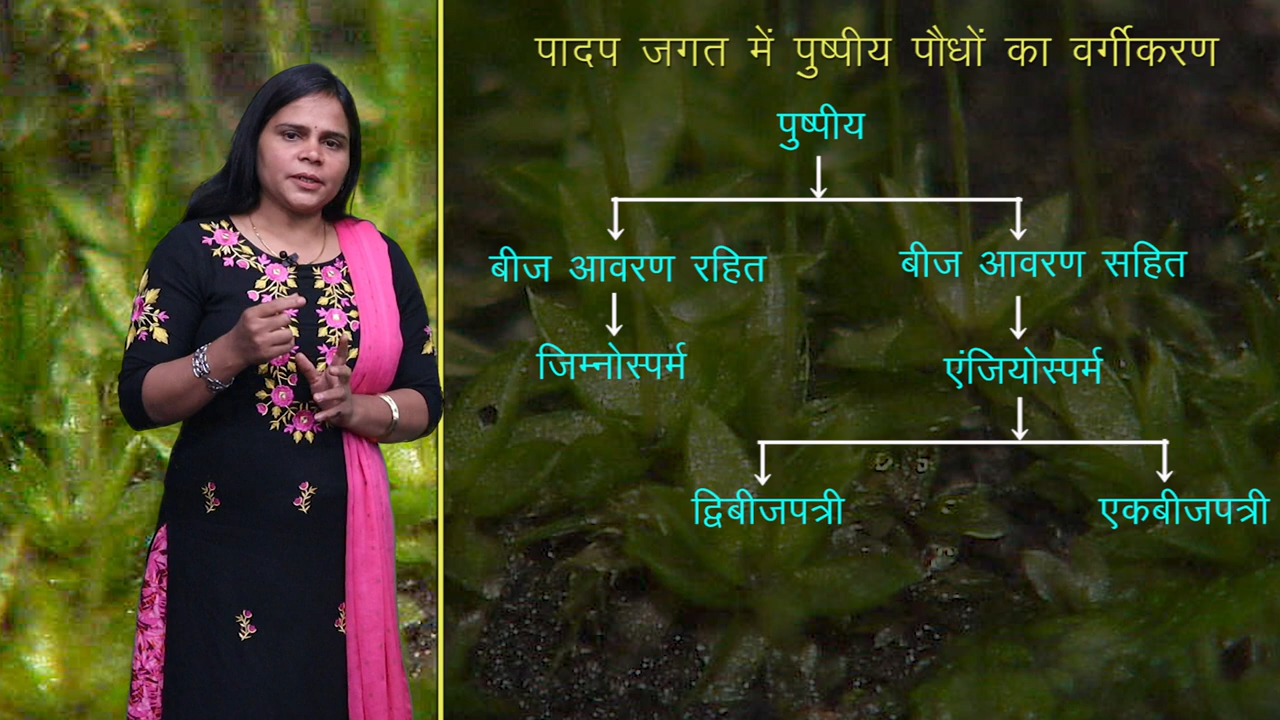 पादप जगत में पुष्पीय पौधों का वर्गीकरण
पुष्पीय
बीज आवरण रहित
बीज आवरण सहित
जिम्नोस्पर्म
एंजियोस्पर्म
द्विबीजपत्री
एकबीजपत्री